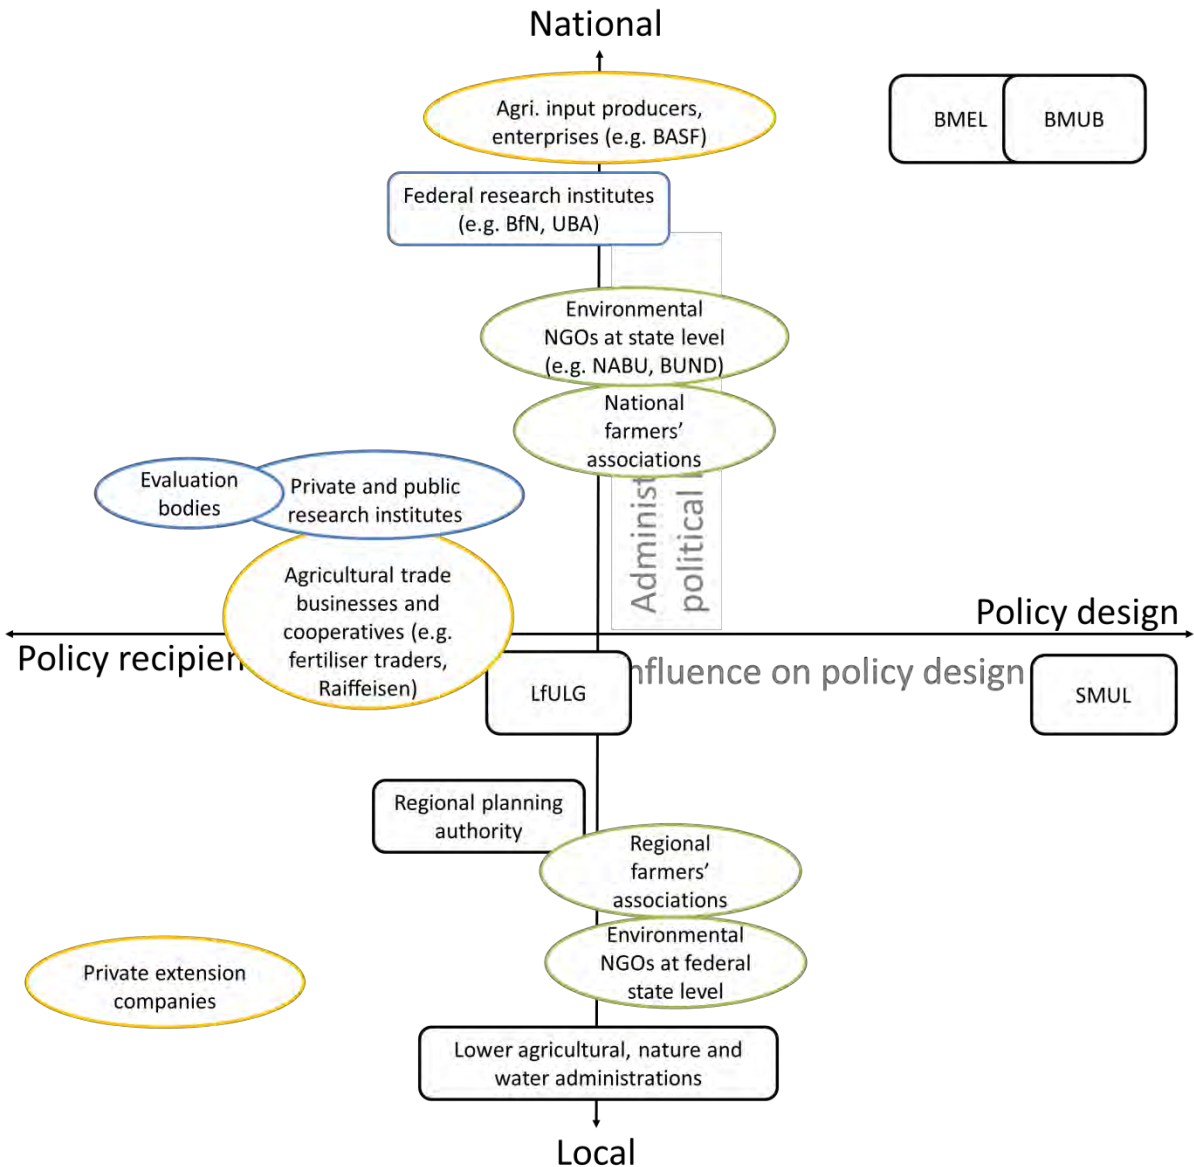 National
Agri. input producers,
enterprises (e.g. BASF)
BMEL
BMUB
Federal research institutes
(e.g. BfN, UBA)
Environmental
NGOs at state level
(e.g. NABU, BUND)
National
farmers'
associations
Evaluation
bodies
Private and public
research institutes
Administ
political
Agricultural trade
businesses and
cooperatives (e.g.
fertiliser traders,
Raiffeisen)
Policy design
Policy recipien
nfluence on policy design
LfULG
SMUL
Regional planning
authority
Regional
farmers'
associations
Environmental
NGOs at federal
state level
Private extension
companies
Lower agricultural, nature and
water administrations
Local